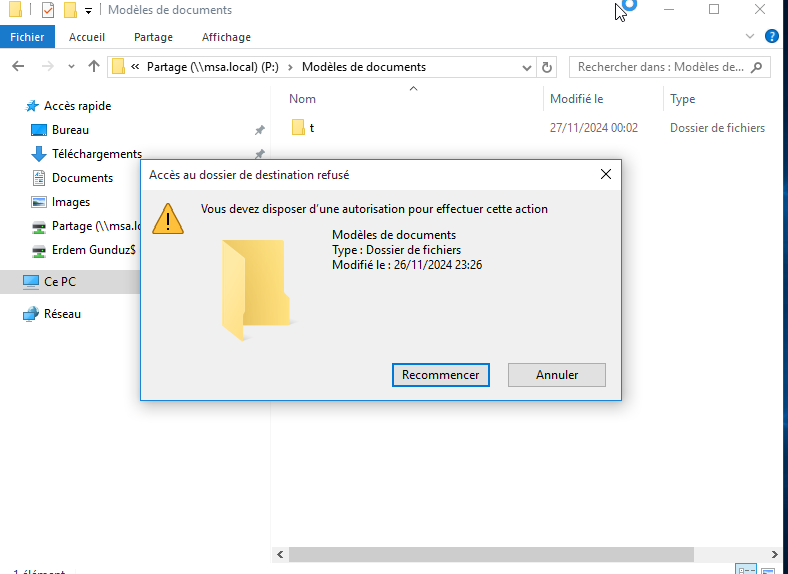 Modèles de documents
Fichier Accueil Partage Affichage
« Partage (\\msa.local) (P:) > Modèles de documents
Rechercher dans : Modèles de...
Nom Modifié le Type
t 27/11/2024 00:02 Dossier de fichiers
Accès rapide
Bureau
Téléchargements
Documents
Images
Partage (\\msa.lo
Erdem Gunduz$
Ce PC
Réseau
Accès au dossier de destination refusé
Vous devez disposer d'une autorisation pour effectuer cette action
Modèles de documents
Type : Dossier de fichiers
Modifié le : 26/11/2024 23:26
Recommencer Annuler
1 élément